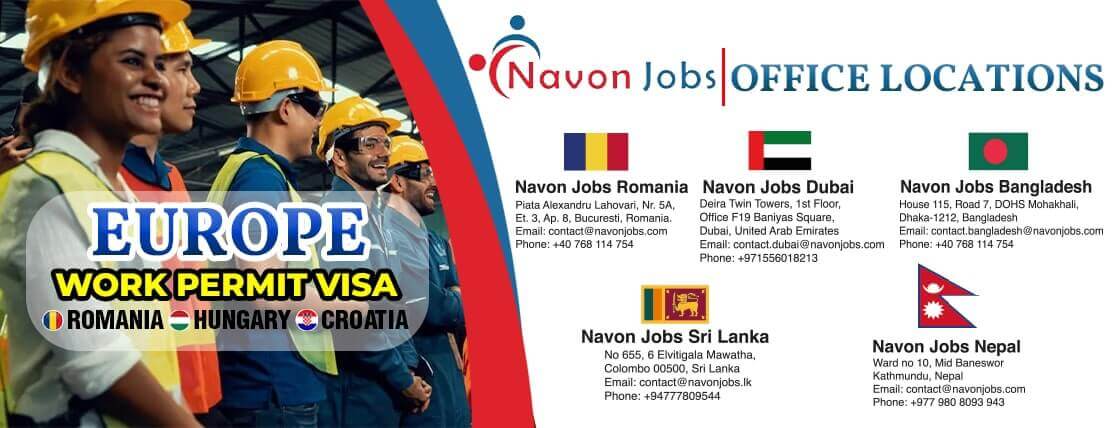 EUROPE
WORK PERMIT VISA
ROMANIA HUNGARY CROATIA
Navon Jobs OFFICE LOCATIONS
Navon Jobs Romania
Piata Alexandru Lahovari, Nr. 5A,
Et. 3, Ap. 8, Bucuresti, Romania.
Email: contact@navonjobs.com
Phone: +40 768 114 754
Navon Jobs Dubai
Deira Twin Towers, 1st Floor,
Office F19 Baniyas Square,
Dubai, United Arab Emirates
Email: contact.dubai@navonjobs.com
Phone: +971556018213
Navon Jobs Bangladesh
House 115, Road 7, DOHS Mohakhali,
Dhaka-1212, Bangladesh
Email: contact.bangladesh@navonjobs.com
Phone: +40 768 114 754
Navon Jobs Sri Lanka
No 655, 6 Elvitigala Mawatha,
Colombo 00500, Sri Lanka
Email: contact@navonjobs.lk
Phone: +94777809544
Navon Jobs Nepal
Ward no 10, Mid Baneswor
Kathmundu, Nepal
Email: contact@navonjobs.com
Phone: +977 980 8093 943